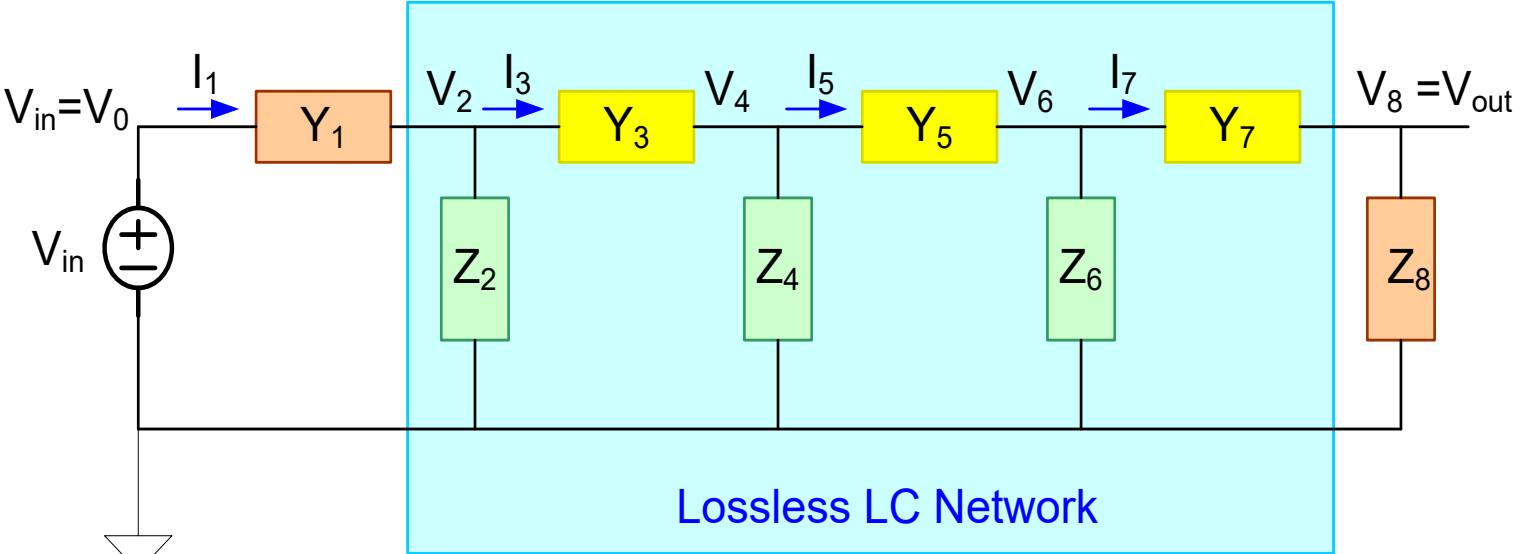 I₁ V₂ I₃ V₄ I₅ V₆ I₇ V₈ =Vout
Vin=V₀ Y₁ Y₃ Y₅ Y₇
Vin + − Z₂ Z₄ Z₆ Z₈
Lossless LC Network